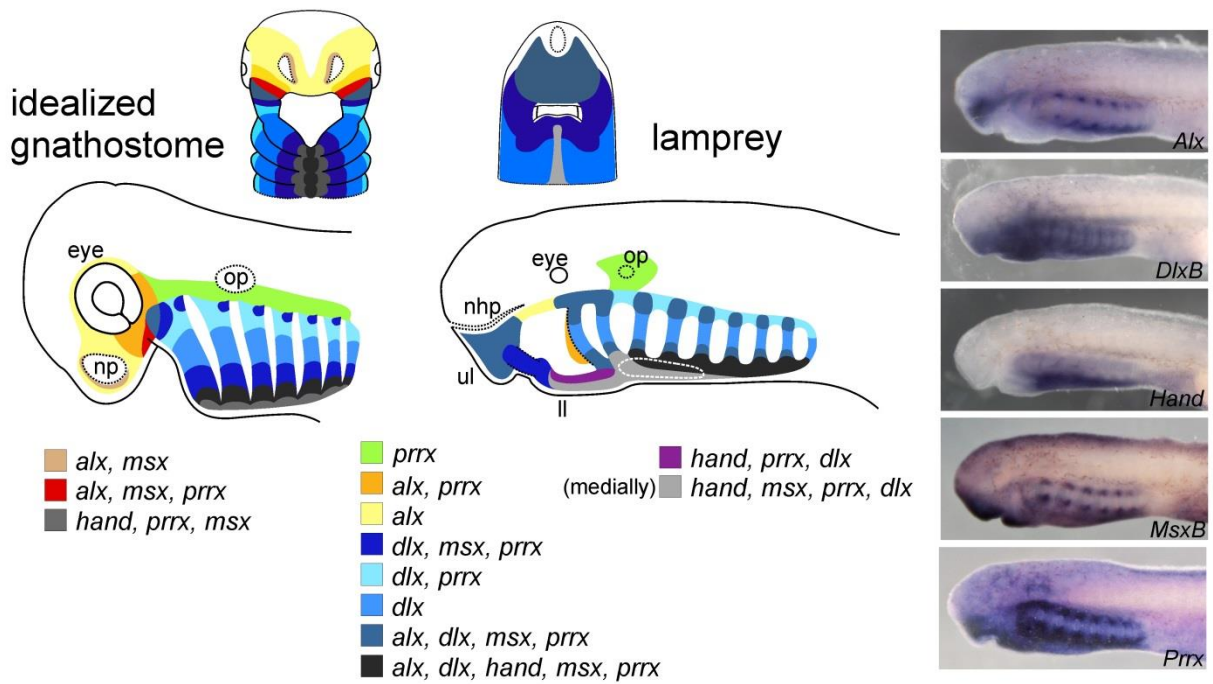 idealized
gnathostome
lamprey
eye
op
np
eye
op
nhp
ul
ll
alx, msx
alx, msx, prrx
hand, prrx, msx
prrx
alx, prrx
alx
dlx, msx, prrx
dlx, prrx
dlx
alx, dlx, msx, prrx
alx, dlx, hand, msx, prrx
hand, prrx, dlx
(medially) hand, msx, prrx, dlx
Alx
DlxB
Hand
MsxB
Prrx